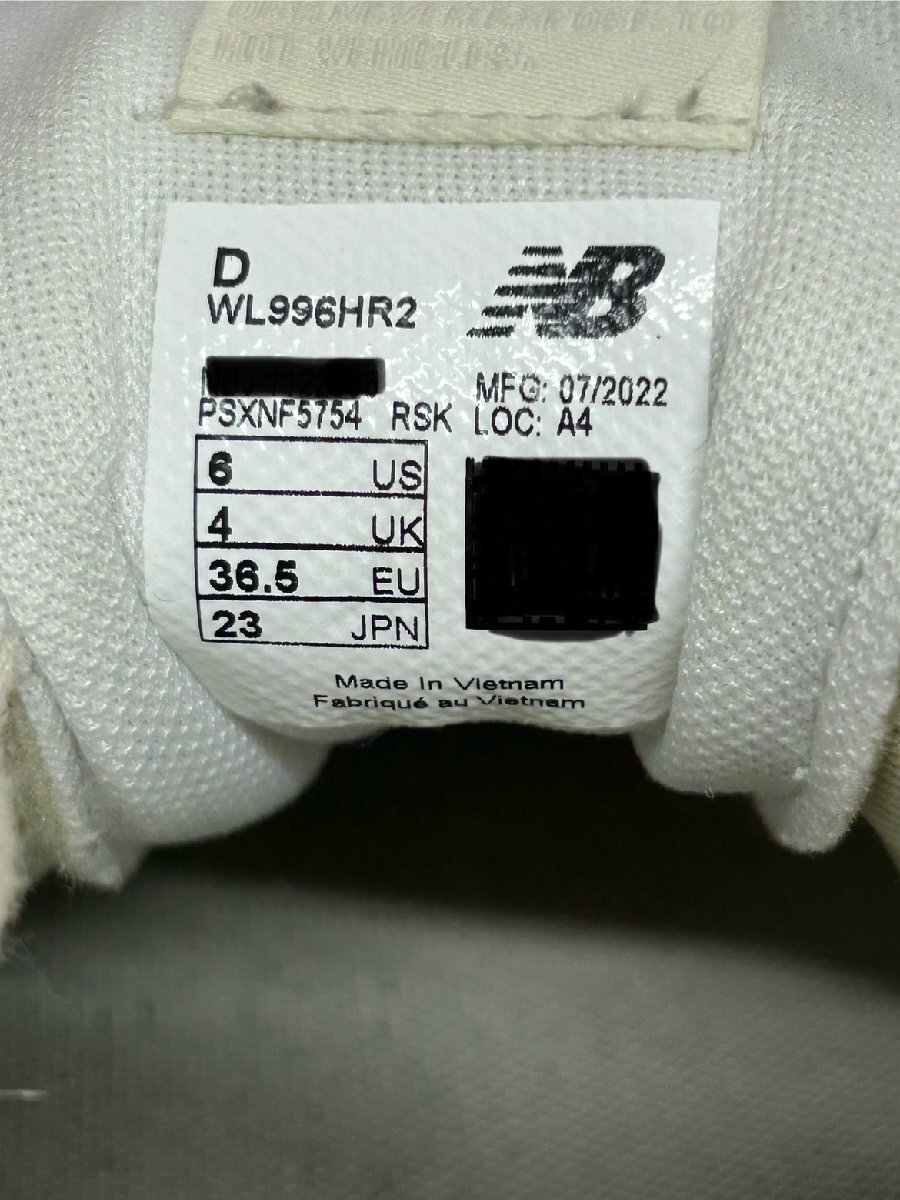 D
WL996HR2
NB
MFG: 07/2022
PSXNF5754 RSK LOC: A4
6 US
4 UK
36.5 EU
23 JPN
Made In Vietnam
Fabriqué au Vietnam